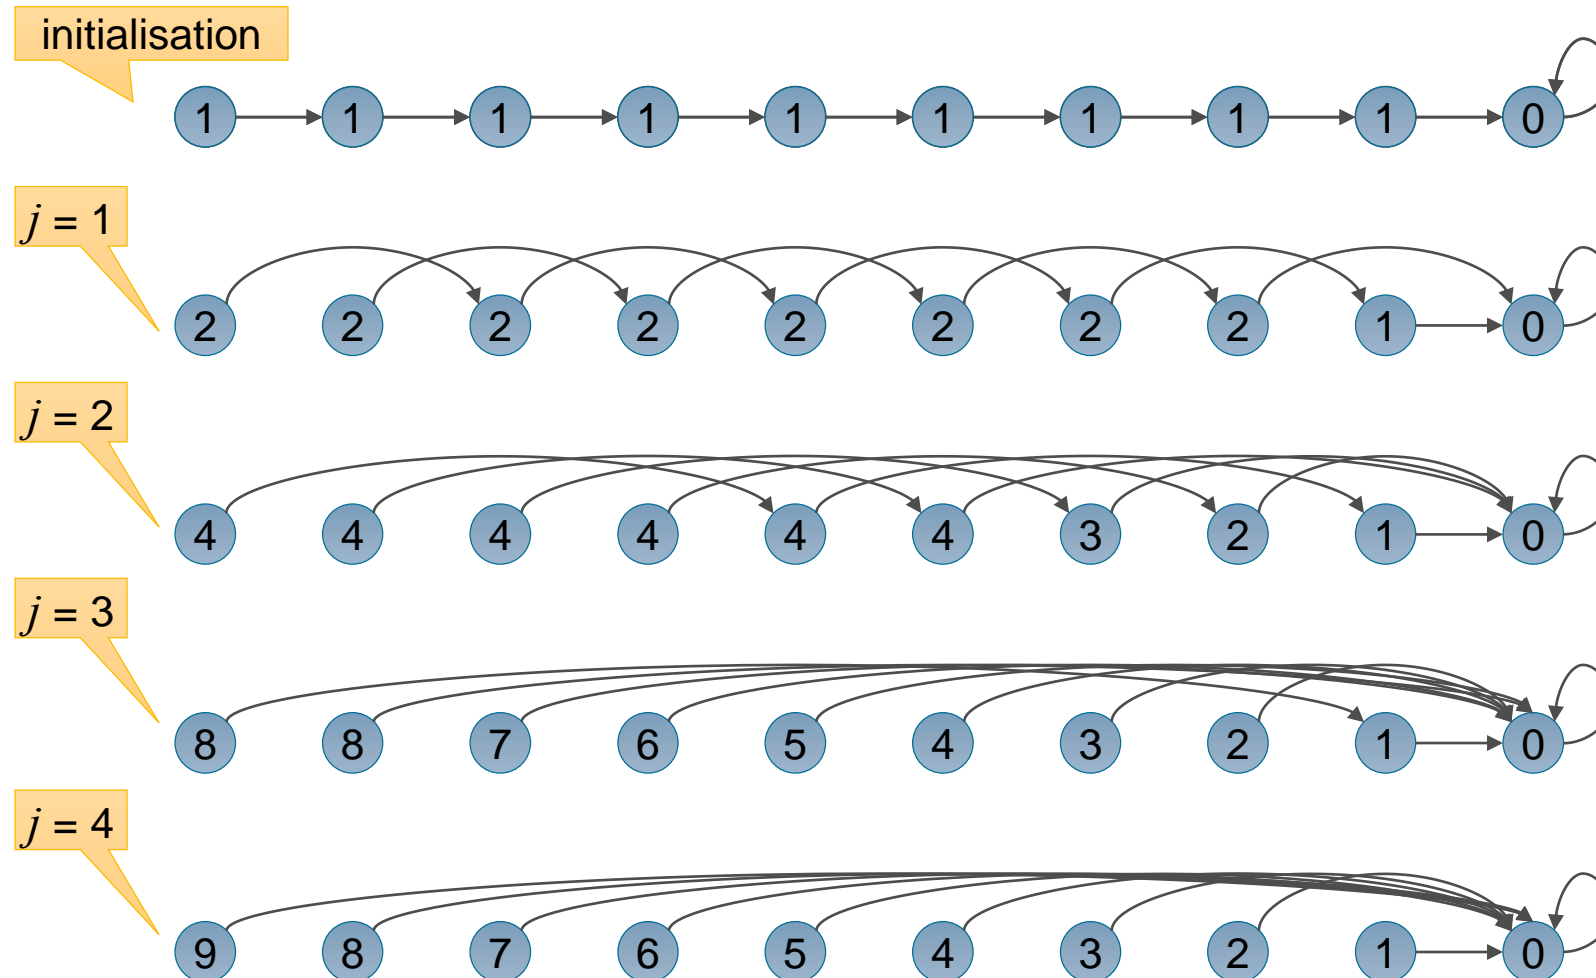 initialisation
1 1 1 1 1 1 1 1 1 0
j = 1
2 2 2 2 2 2 2 2 1 0
j = 2
4 4 4 4 4 4 3 2 1 0
j = 3
8 8 7 6 5 4 3 2 1 0
j = 4
9 8 7 6 5 4 3 2 1 0